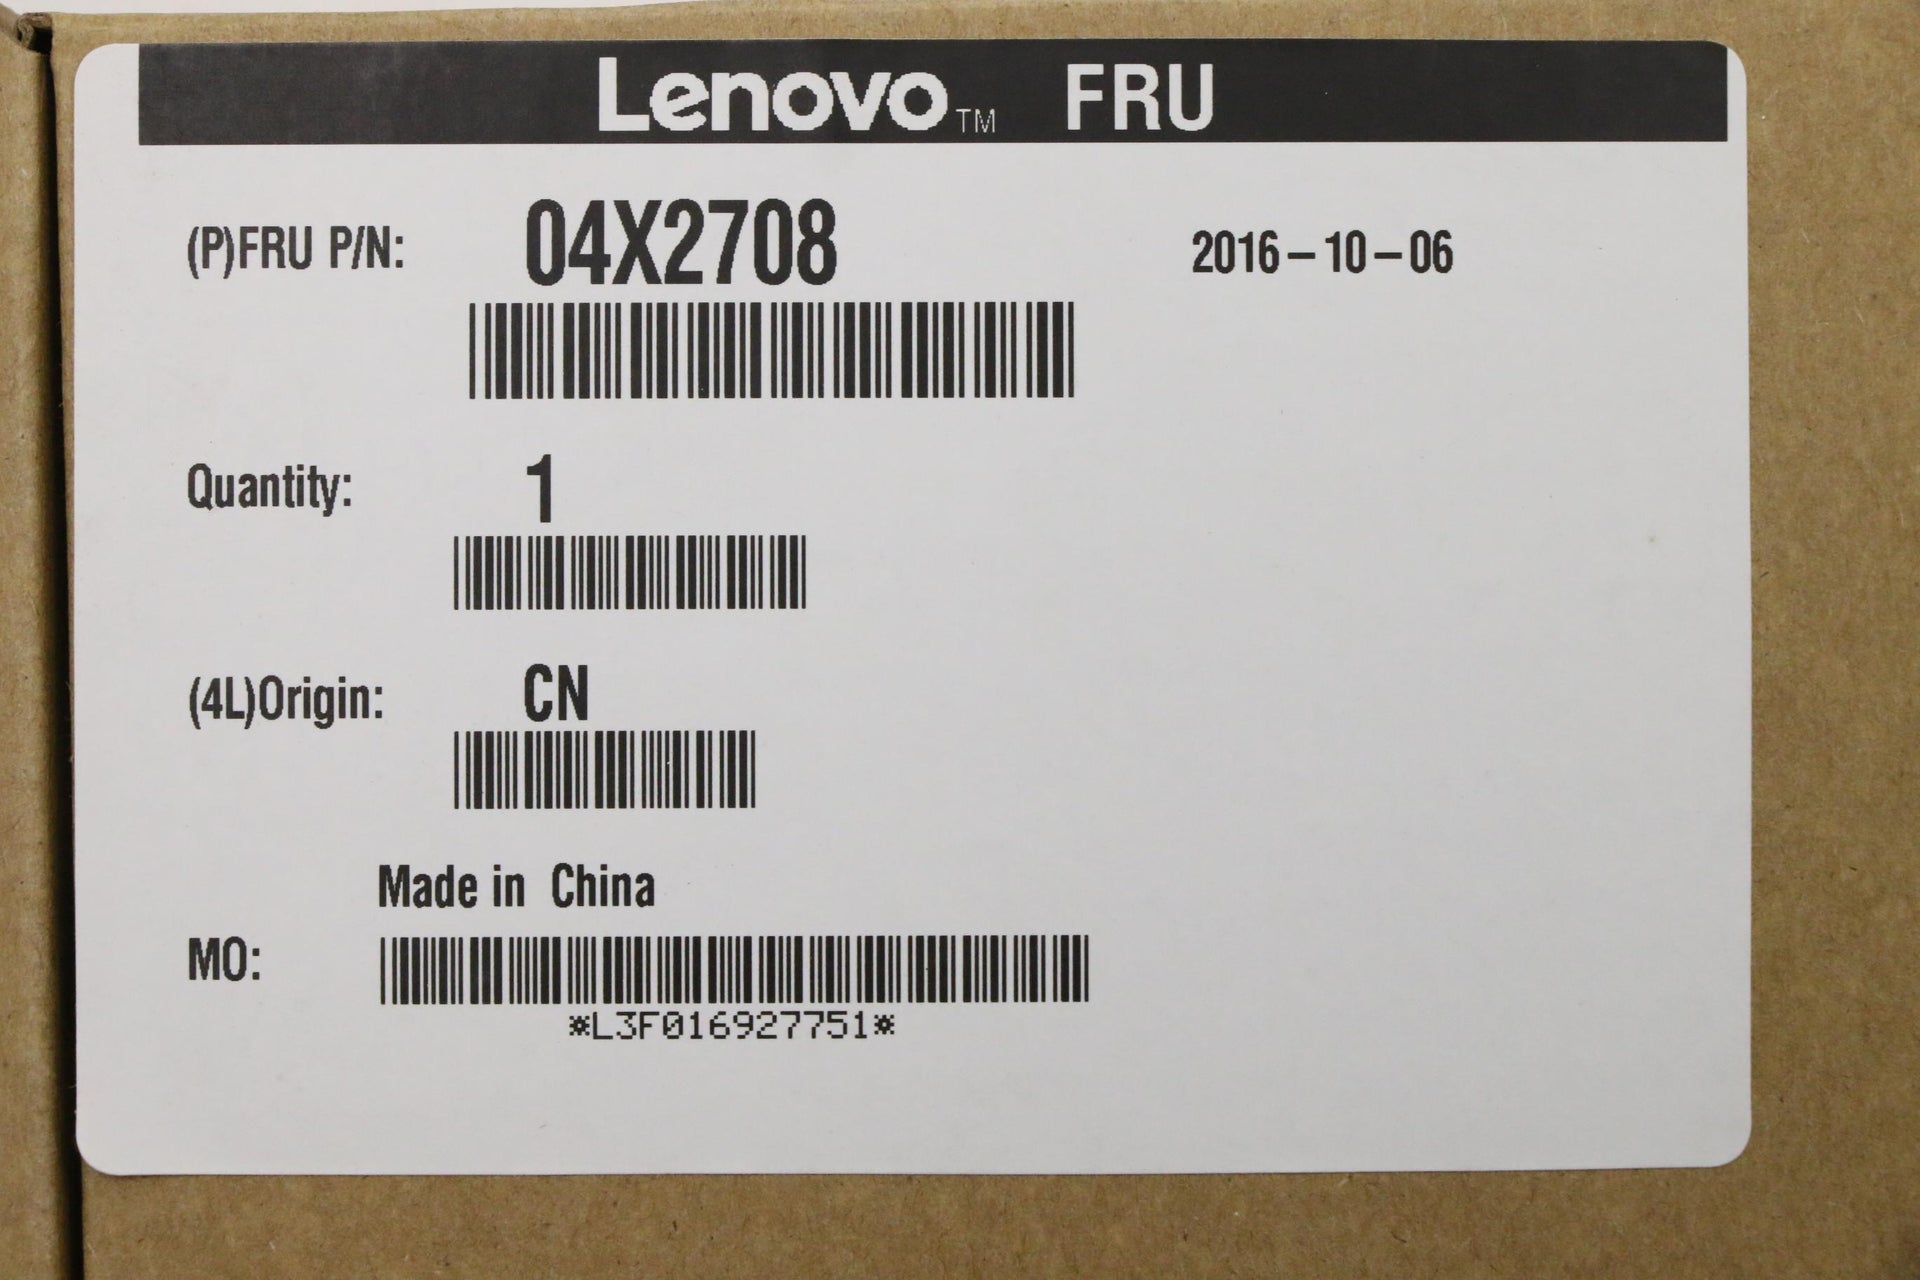 Lenovo™ FRU
(P)FRU P/N: 04X2708 2016-10-06
Quantity: 1
(4L)Origin: CN
Made in China
MO:
*L3F016927751*